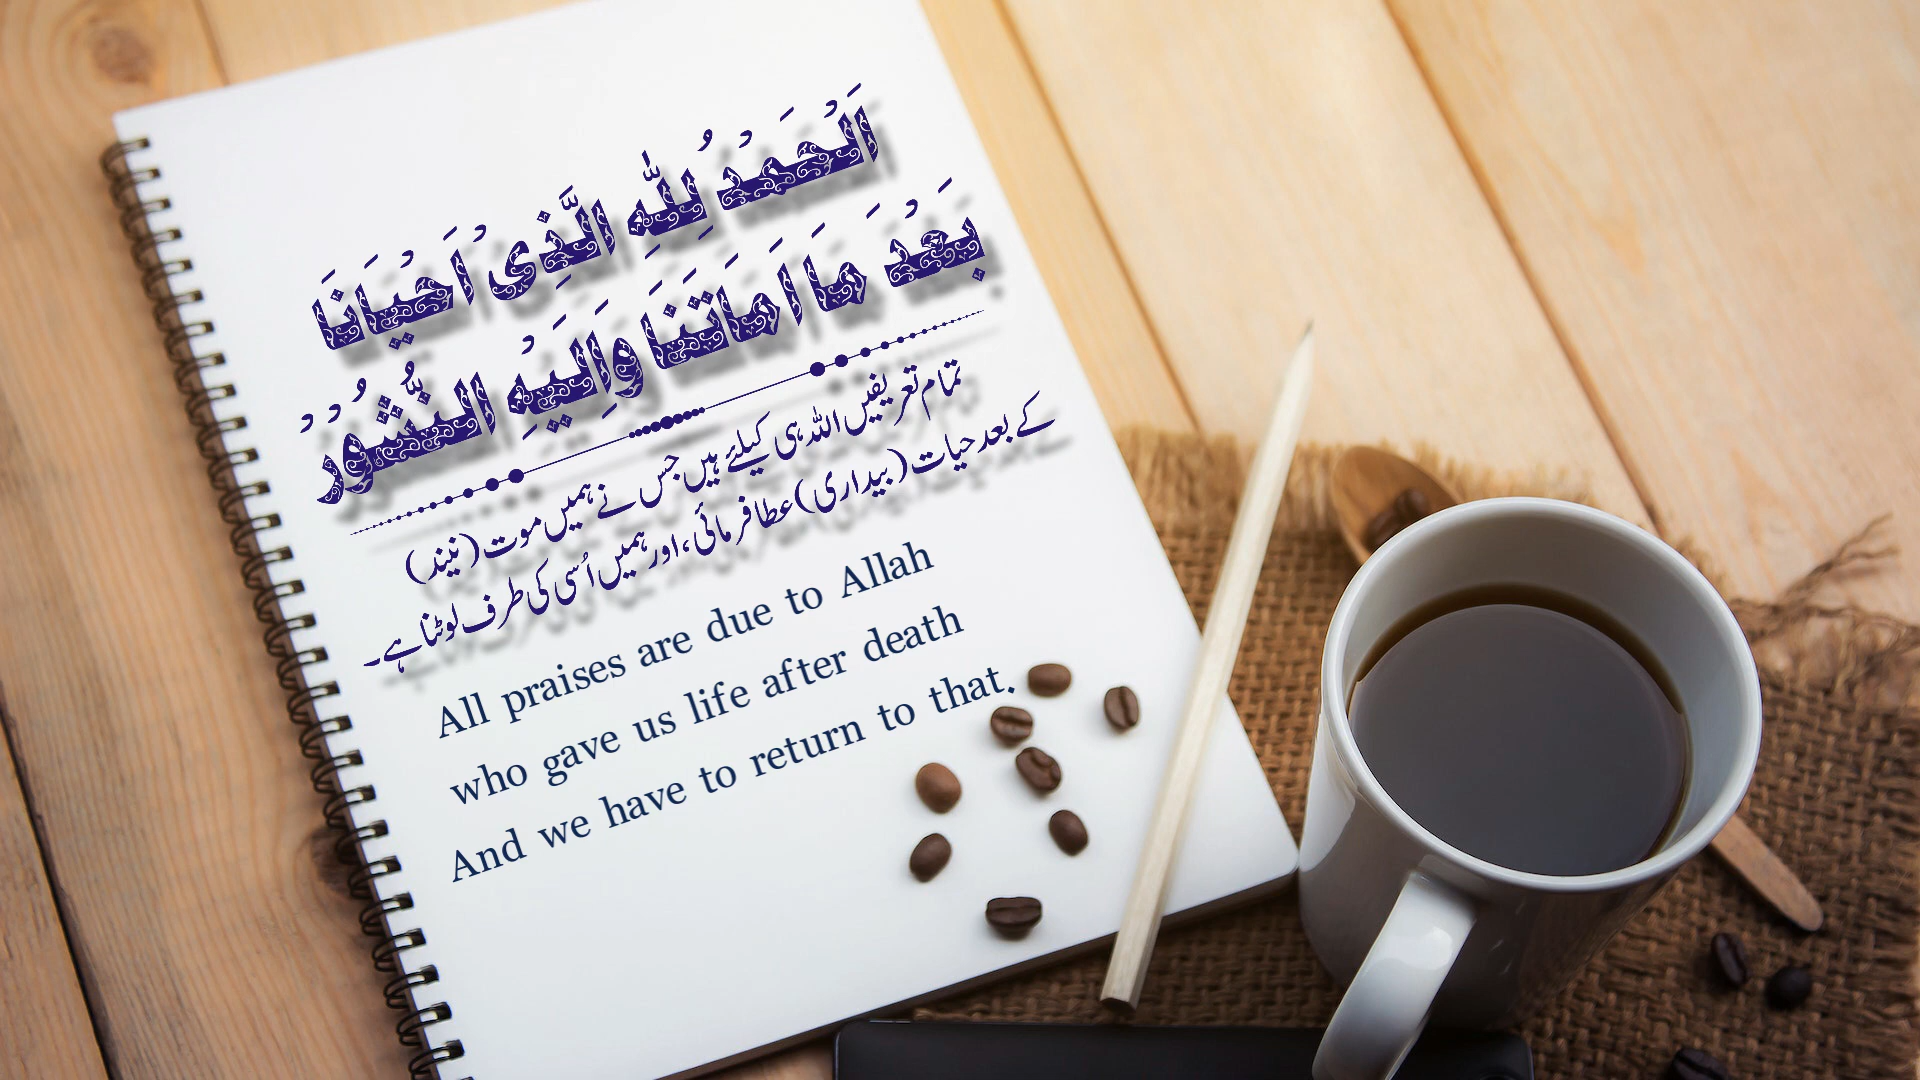 اَلْحَمْدُ لِلّٰهِ الَّذِیْ اَحْیَانَا
بَعْدَ مَا اَمَاتَنَا وَاِلَیْهِ النُّشُوْرُ
تمام تعریفیں اللہ ہی کیلئے ہیں جس نے ہمیں موت (نیند)
کے بعد حیات (بیداری) عطا فرمائی، اور ہمیں اُسی کی طرف لوٹنا ہے۔
All praises are due to Allah
who gave us life after death
And we have to return to that.